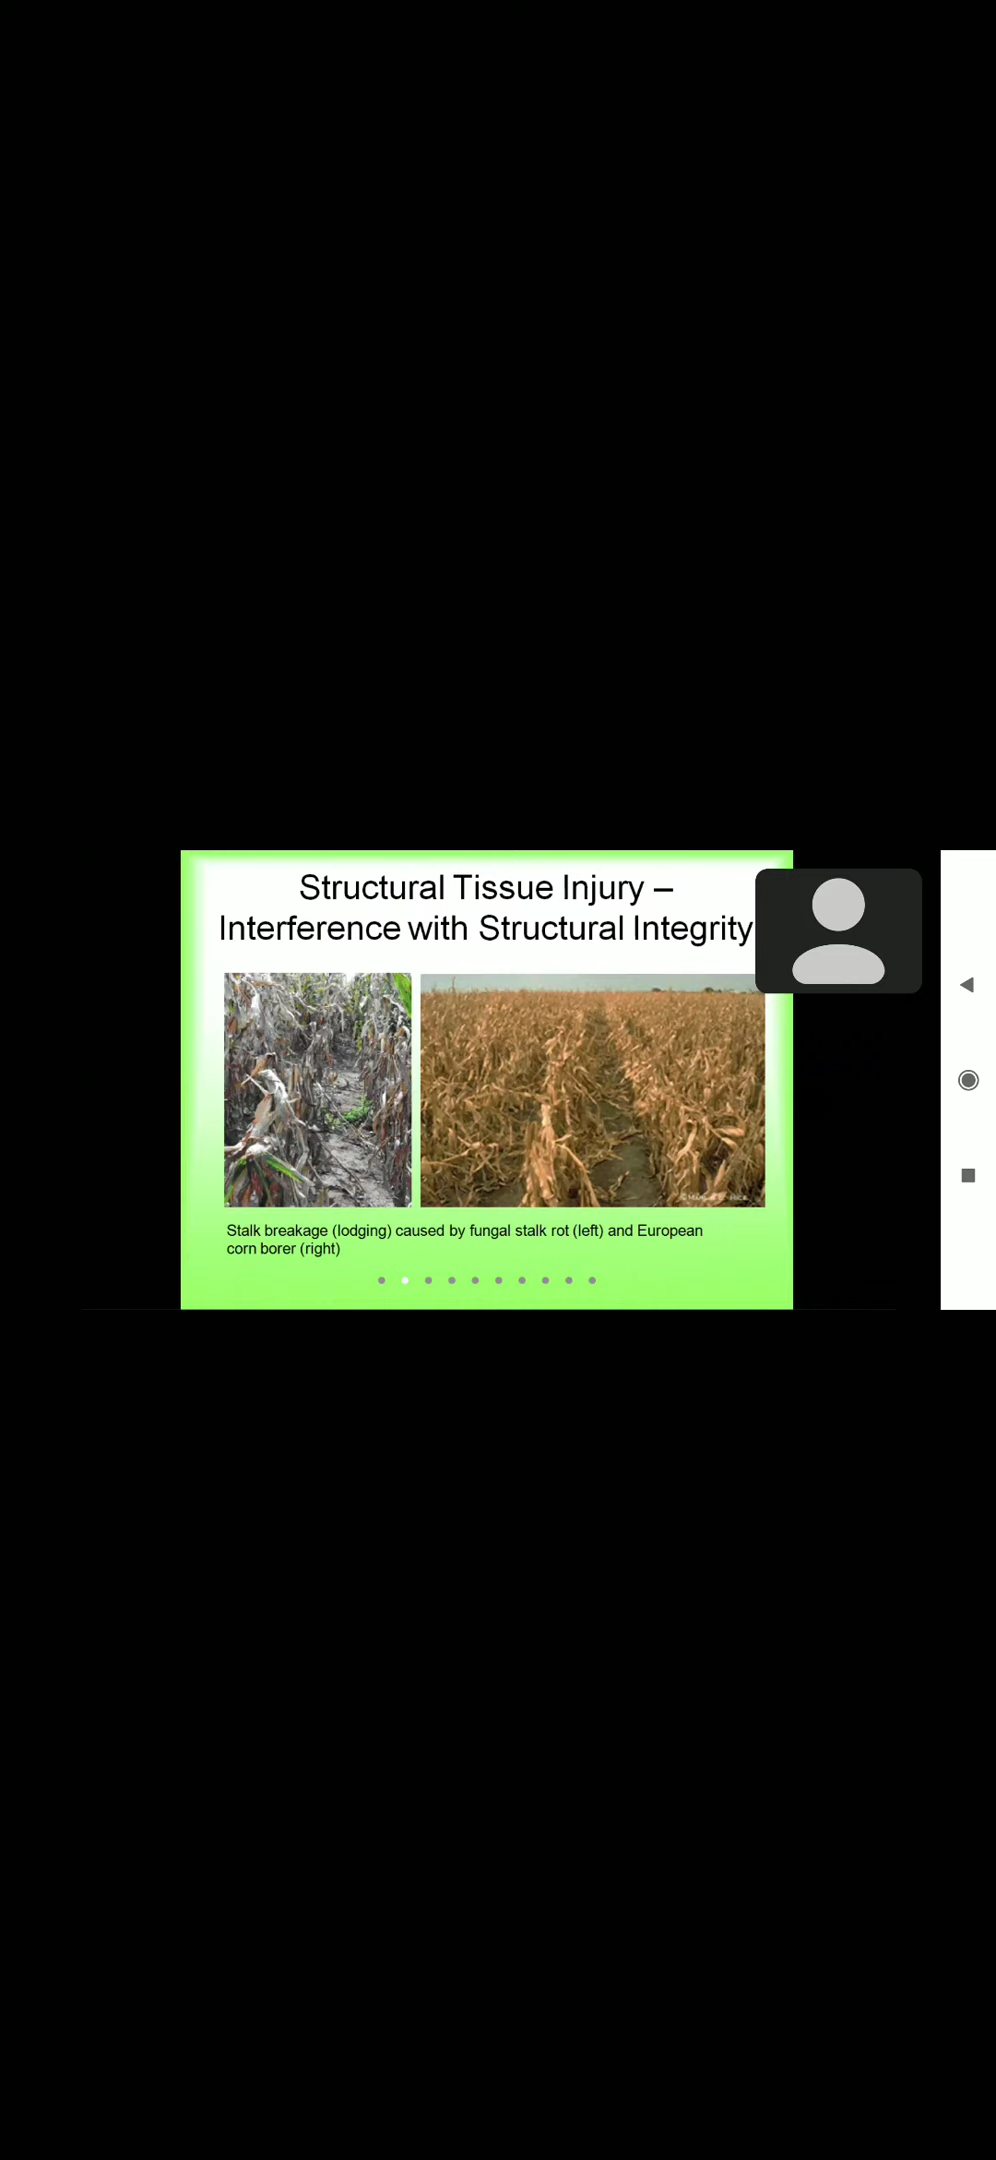 Structural Tissue Injury –
Interference with Structural Integrity
Stalk breakage (lodging) caused by fungal stalk rot (left) and European
corn borer (right)